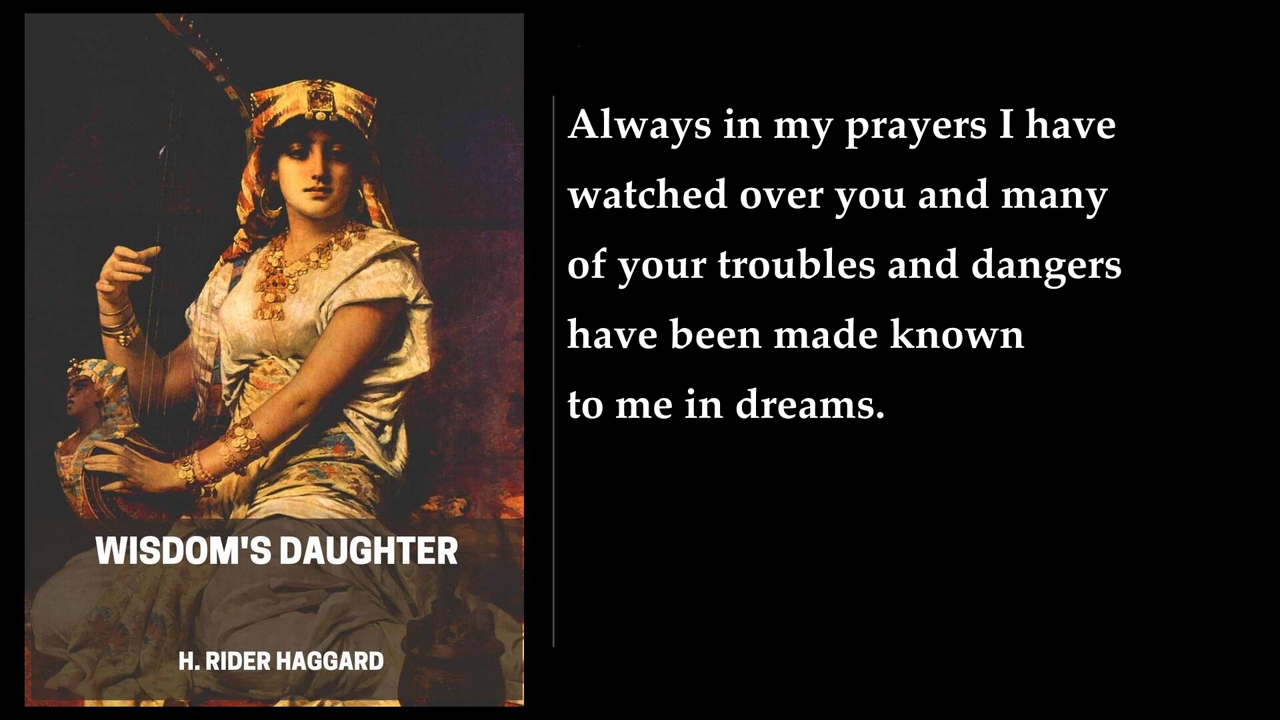 WISDOM'S DAUGHTER
H. RIDER HAGGARD
Always in my prayers I have
watched over you and many
of your troubles and dangers
have been made known
to me in dreams.